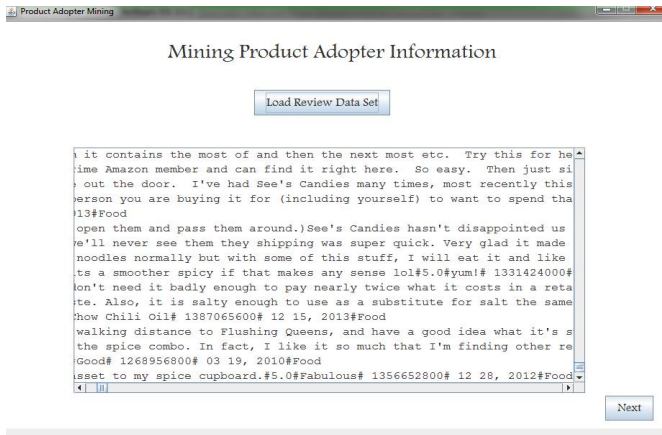 Product Adopter Mining
Mining Product Adopter Information
Load Review Data Set
it contains the most of and then the next most etc. Try this for he
ime Amazon member and can find it right here. So easy. Then just si
out the door. I've had See's Candies many times, most recently this
erson you are buying it for (including yourself) to want to spend tha
13#Food
open them and pass them around.)See's Candies hasn't disappointed us
e'll never see them they shipping was super quick. Very glad it made
noodles normally but with some of this stuff, I will eat it and like
ts a smoother spicy if that makes any sense lol#5.0#yum!# 1331424000#
on't need it badly enough to pay nearly twice what it costs in a reta
te. Also, it is salty enough to use as a substitute for salt the same
how Chili Oil# 1387065600# 12 15, 2013#Food
walking distance to Flushing Queens, and have a good idea what it's s
the spice combo. In fact, I like it so much that I'm finding other re
Good# 1268956800# 03 19, 2010#Food
sset to my spice cupboard.#5.0#Fabulous# 1356652800# 12 28, 2012#Food
Next